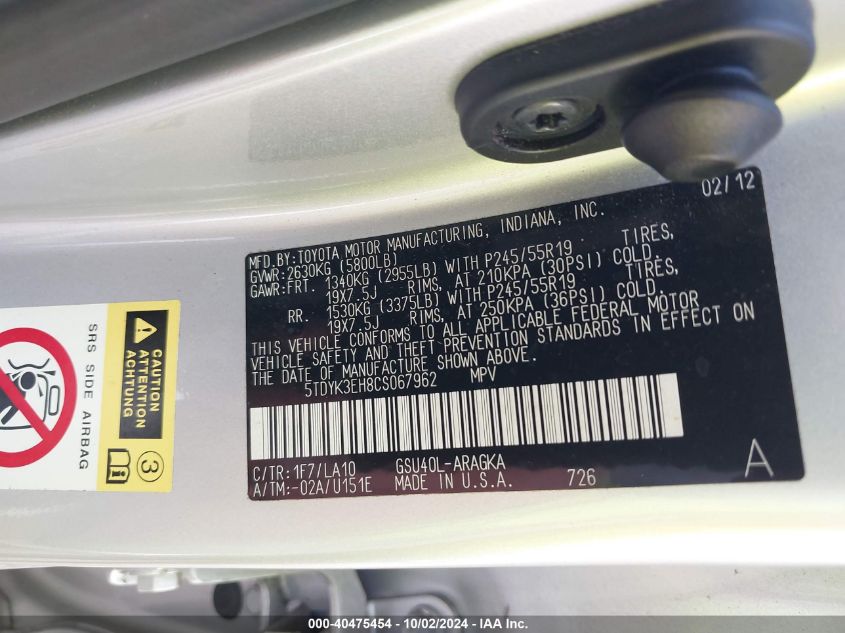 02/12
MFD.BY:TOYOTA MOTOR MANUFACTURING, INDIANA, INC.
GVWR:2630KG (5800LB)
GAWR:FRT. 1340KG (2955LB) WITH P245/55R19 TIRES,
19X7.5J RIMS, AT 210KPA (30PSI) COLD.
RR. 1530KG (3375LB) WITH P245/55R19 TIRES,
19X7.5J RIMS, AT 250KPA (36PSI) COLD.
THIS VEHICLE CONFORMS TO ALL APPLICABLE FEDERAL MOTOR
VEHICLE SAFETY AND THEFT PREVENTION STANDARDS IN EFFECT ON
THE DATE OF MANUFACTURE SHOWN ABOVE.
5TDYK3EH8CS067962 MPV
C/TR:1F7/LA10 GSU40L-ARAGKA
A/TM:-02A/U151E MADE IN U.S.A. 726
A
CAUTION
ATTENTION
ACHTUNG
SRS SIDE AIRBAG
3
000-40475454 - 10/02/2024 - IAA Inc.